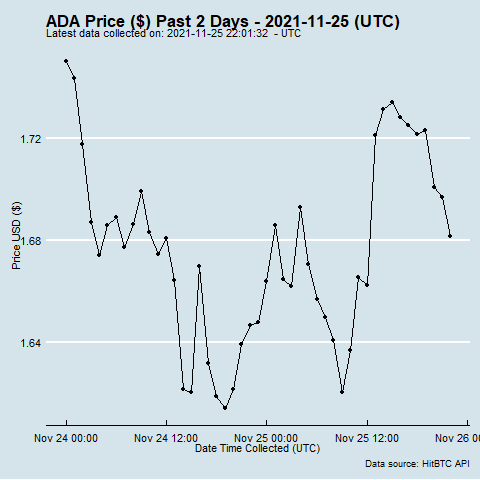 ADA Price ($) Past 2 Days - 2021-11-25 (UTC)
Latest data collected on: 2021-11-25 22:01:32 - UTC
1.72
1.68
1.64
Price USD ($)
Nov 24 00:00 Nov 24 12:00 Nov 25 00:00 Nov 25 12:00 Nov 26 0
Date Time Collected (UTC)
Data source: HitBTC API